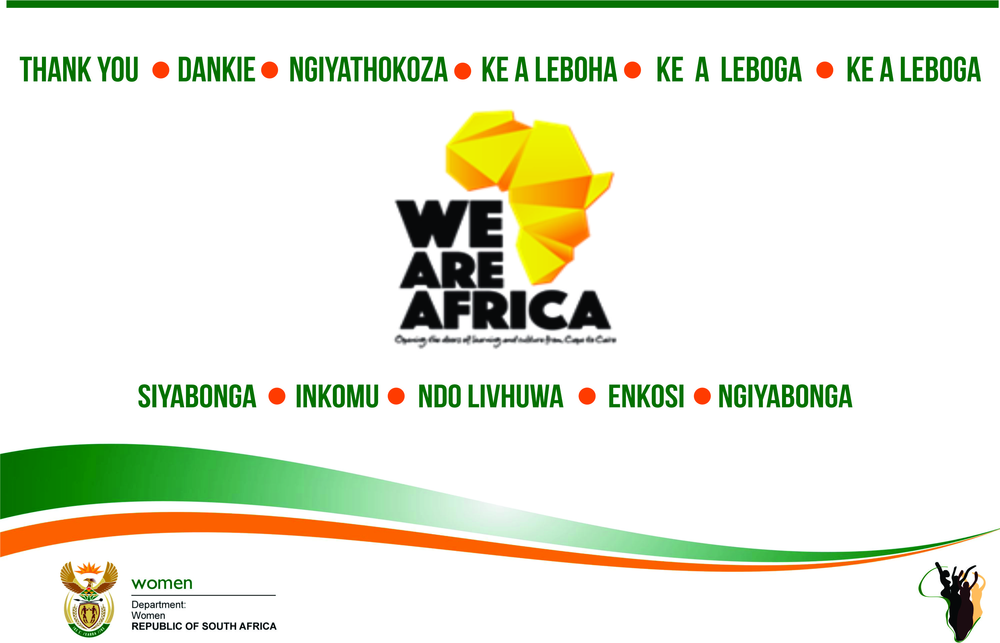 THANK YOU ● DANKIE ● NGIYATHOKOZA ● KE A LEBOHA ● KE A LEBOGA ● KE A LEBOGA
WE
ARE
AFRICA
Opening the doors of learning and culture from Cape to Cairo
SIYABONGA ● INKOMU ● NDO LIVHUWA ● ENKOSI ● NGIYABONGA
women
Department:
Women
REPUBLIC OF SOUTH AFRICA
!KE E: /XARRA //KE